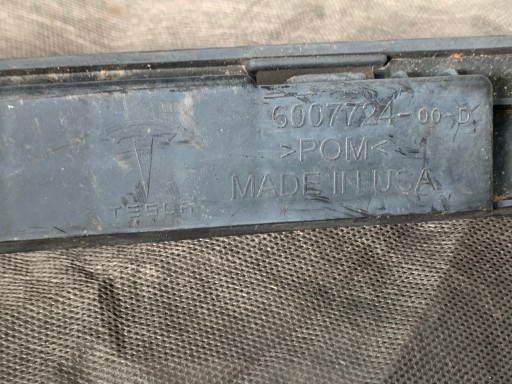 6007724-00-D
>POM<
MADE IN USA
TESLA